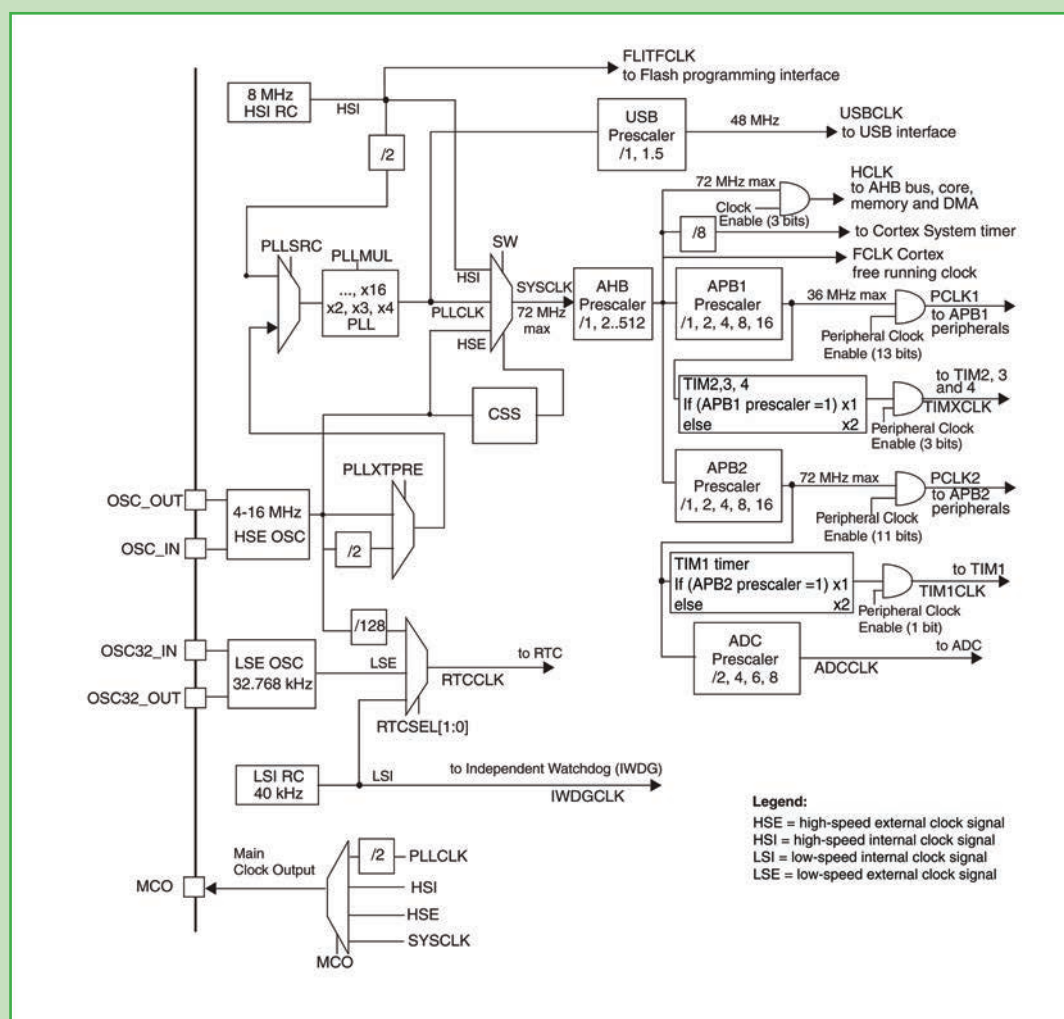 FLITFCLK
to Flash programming interface
8 MHz
HSI RC
HSI
/2
USB
Prescaler
/1, 1.5
48 MHz
USBCLK
to USB interface
HCLK
to AHB bus, core,
memory and DMA
72 MHz max
Clock
Enable (3 bits)
/8
to Cortex System timer
FCLK Cortex
free running clock
PLLSRC
PLLMUL
..., x16
x2, x3, x4
PLL
SW
HSI
PLLCLK
HSE
SYSCLK
72 MHz
max
AHB
Prescaler
/1, 2..512
APB1
Prescaler
/1, 2, 4, 8, 16
36 MHz max
PCLK1
to APB1
peripherals
Peripheral Clock
Enable (13 bits)
TIM2,3, 4
If (APB1 prescaler =1) x1
else x2
to TIM2, 3
and 4
TIMXCLK
Peripheral Clock
Enable (3 bits)
CSS
PLLXTPRE
OSC_OUT
OSC_IN
4-16 MHz
HSE OSC
/2
APB2
Prescaler
/1, 2, 4, 8, 16
72 MHz max
PCLK2
to APB2
peripherals
Peripheral Clock
Enable (11 bits)
TIM1 timer
If (APB2 prescaler =1) x1
else x2
to TIM1
TIM1CLK
Peripheral Clock
Enable (1 bit)
/128
OSC32_IN
OSC32_OUT
LSE OSC
32.768 kHz
LSE
to RTC
RTCCLK
RTCSEL[1:0]
ADC
Prescaler
/2, 4, 6, 8
to ADC
ADCCLK
LSI RC
40 kHz
LSI
to Independent Watchdog (IWDG)
IWDGCLK
Legend:
HSE = high-speed external clock signal
HSI = high-speed internal clock signal
LSI = low-speed internal clock signal
LSE = low-speed external clock signal
Main
Clock Output
MCO
/2
PLLCLK
HSI
HSE
SYSCLK
MCO